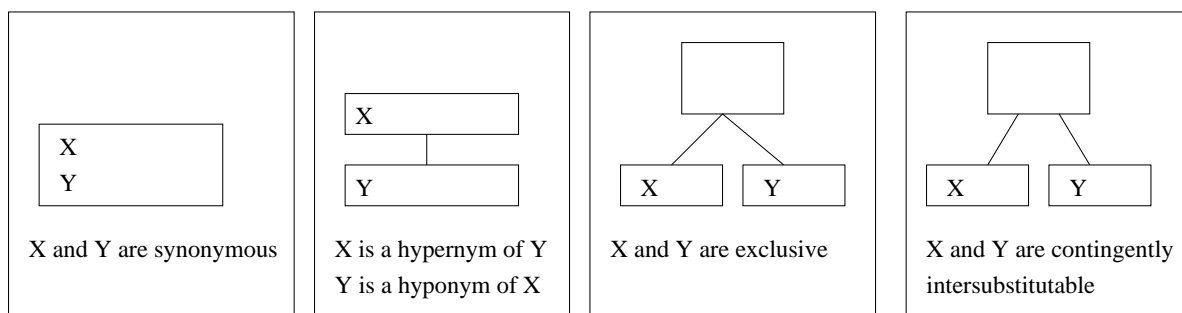 X
Y
X and Y are synonymous
X
Y
X is a hypernym of Y
Y is a hyponym of X
X Y
X and Y are exclusive
X Y
X and Y are contingently
intersubstitutable